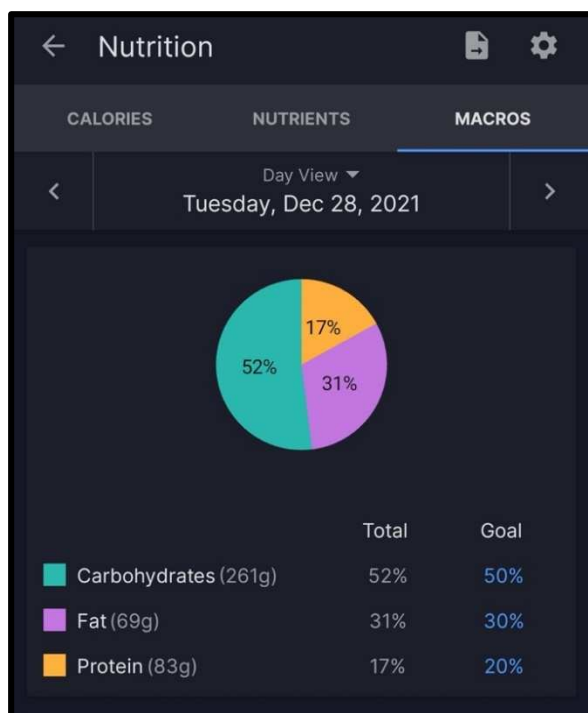 Nutrition
CALORIES NUTRIENTS MACROS
Day View
Tuesday, Dec 28, 2021
17%
52%
31%
Total Goal
Carbohydrates (261g) 52% 50%
Fat (69g) 31% 30%
Protein (83g) 17% 20%